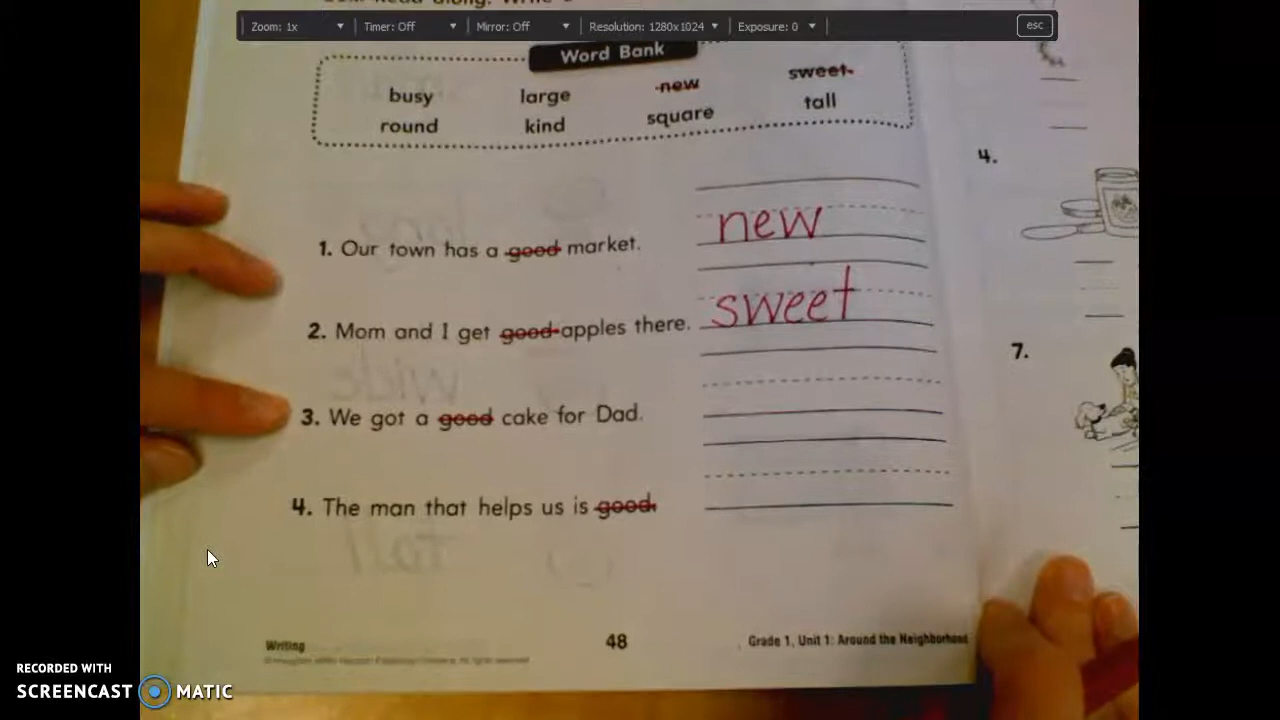 Zoom: 1x Timer: Off Mirror: Off Resolution: 1280x1024 Exposure: 0 esc
Word Bank
busy large new sweet
round kind square tall
1. Our town has a good market. new
2. Mom and I get good apples there. sweet
3. We got a good cake for Dad.
4. The man that helps us is good.
4.
7.
Writing 48 Grade 1, Unit 1: Around the Neighborhood
RECORDED WITH
SCREENCAST MATIC